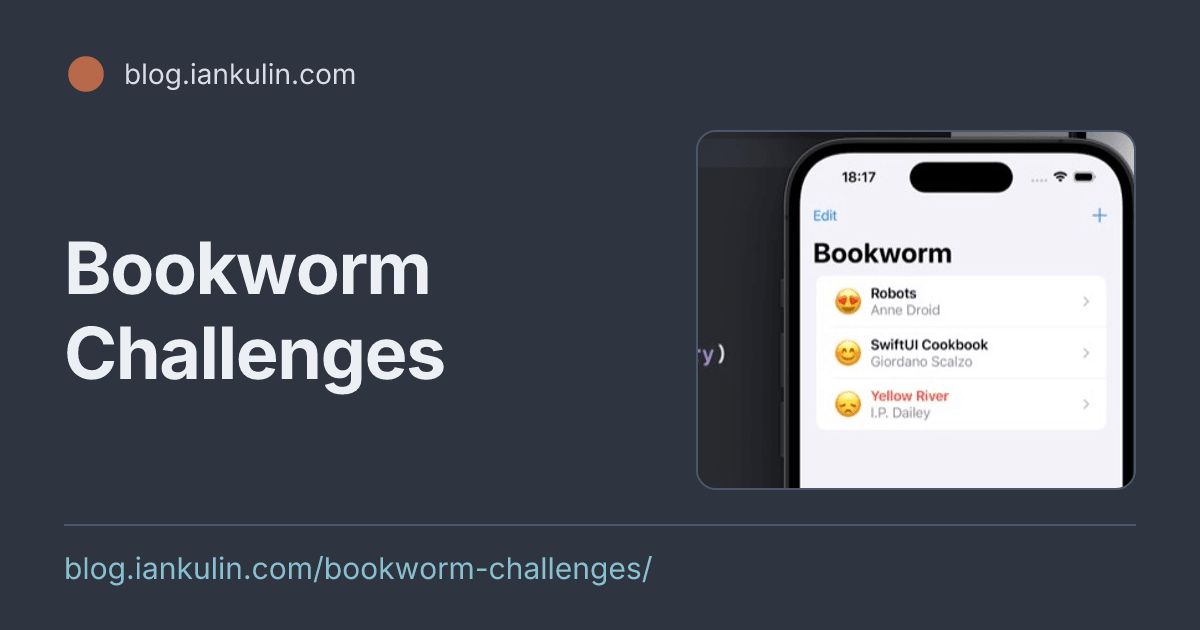 blog.iankulin.com
Bookworm
Challenges
ry)
18:17
Edit
+
Bookworm
Robots
Anne Droid
SwiftUI Cookbook
Giordano Scalzo
Yellow River
I.P. Dailey
blog.iankulin.com/bookworm-challenges/